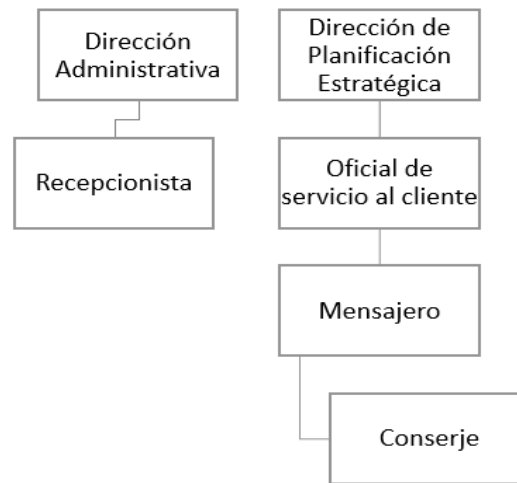 Dirección
Administrativa
Recepcionista
Dirección de
Planificación
Estratégica
Oficial de
servicio al cliente
Mensajero
Conserje